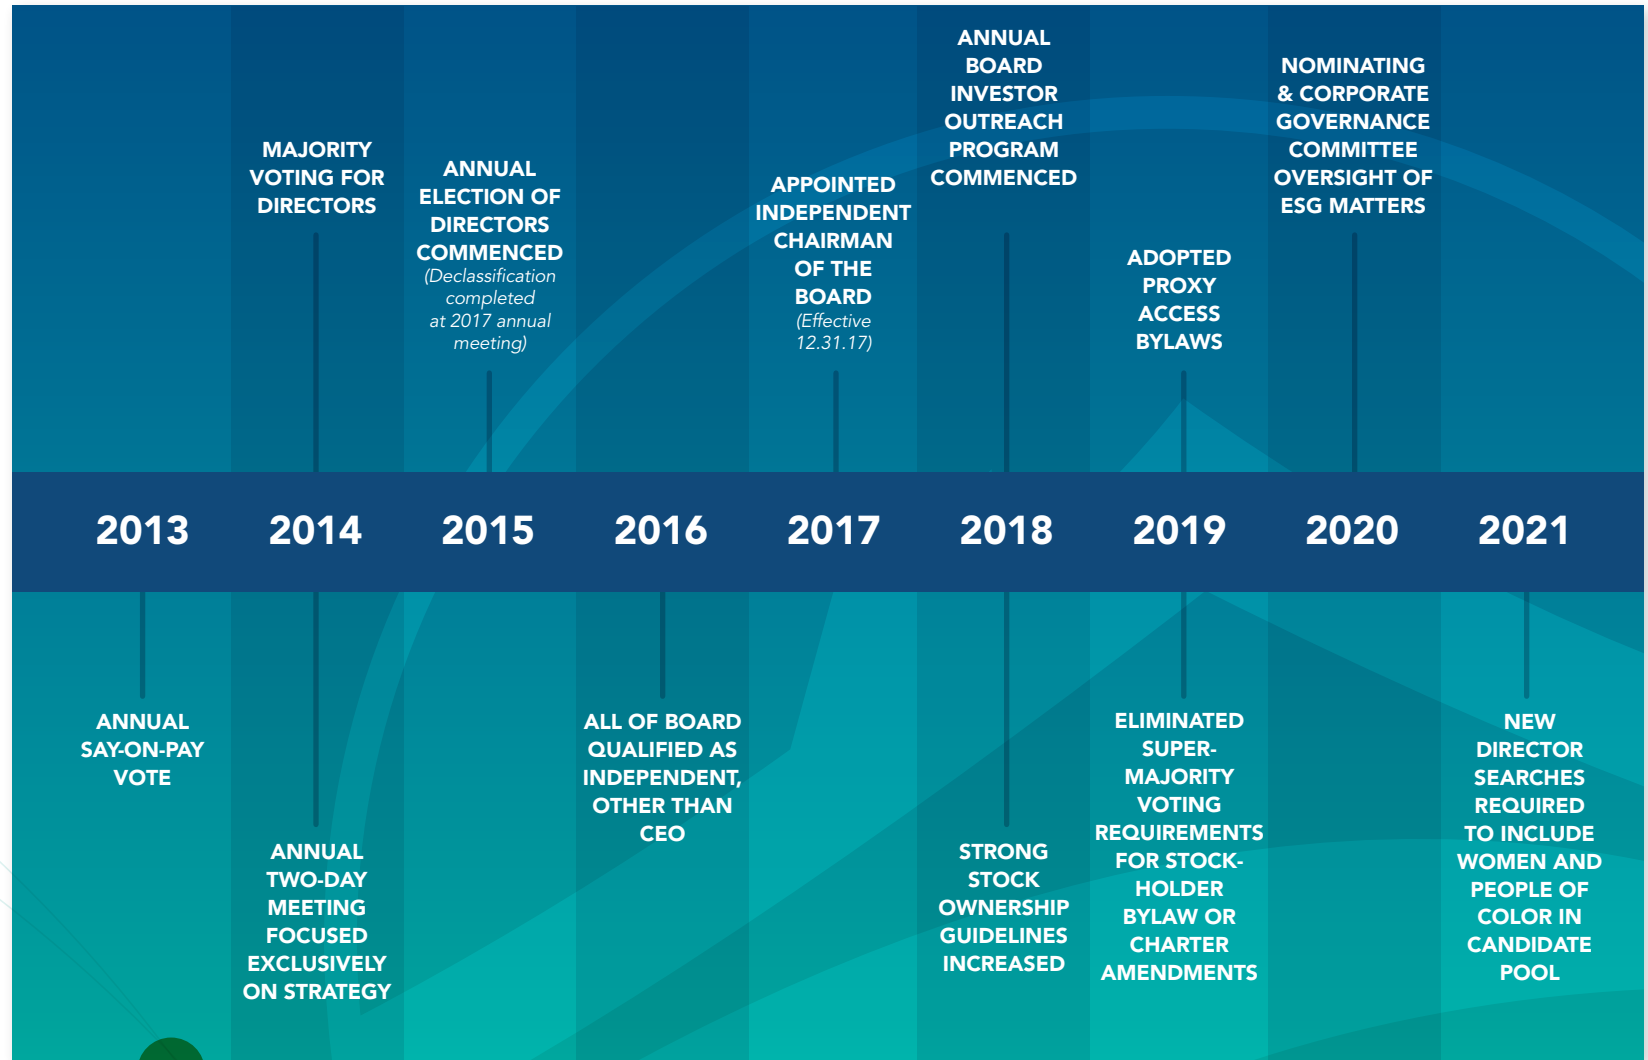 MAJORITY
VOTING FOR
DIRECTORS
ANNUAL
ELECTION OF
DIRECTORS
COMMENCED
(Declassification
completed
at 2017 annual
meeting)
APPOINTED
INDEPENDENT
CHAIRMAN
OF THE
BOARD
(Effective
12.31.17)
ANNUAL
BOARD
INVESTOR
OUTREACH
PROGRAM
COMMENCED
ADOPTED
PROXY
ACCESS
BYLAWS
NOMINATING
& CORPORATE
GOVERNANCE
COMMITTEE
OVERSIGHT OF
ESG MATTERS
2013 2014 2015 2016 2017 2018 2019 2020 2021
ANNUAL
SAY-ON-PAY
VOTE
ANNUAL
TWO-DAY
MEETING
FOCUSED
EXCLUSIVELY
ON STRATEGY
ALL OF BOARD
QUALIFIED AS
INDEPENDENT,
OTHER THAN
CEO
STRONG
STOCK
OWNERSHIP
GUIDELINES
INCREASED
ELIMINATED
SUPER-
MAJORITY
VOTING
REQUIREMENTS
FOR STOCK-
HOLDER
BYLAW OR
CHARTER
AMENDMENTS
NEW
DIRECTOR
SEARCHES
REQUIRED
TO INCLUDE
WOMEN AND
PEOPLE OF
COLOR IN
CANDIDATE
POOL